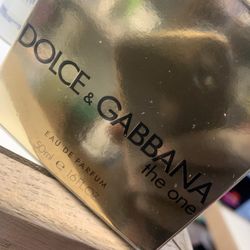 DOLCE & GABBANA
the one
EAU DE PARFUM
50ml e 1.6 fl.oz